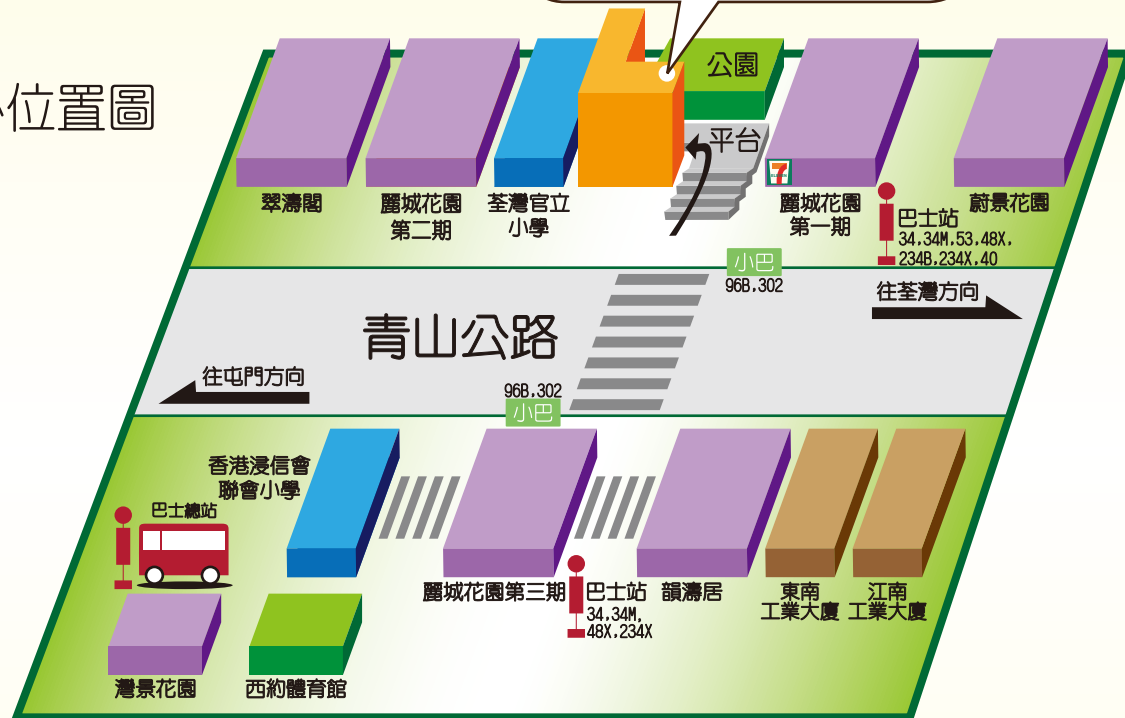 位置圖
公園
平台
翠濤閣
麗城花園
第二期
荃灣官立
小學
7
麗城花園
第一期
巴士站
34.34M.53.48X.
234B.234X.40
蔚景花園
小巴
96B.302
往荃灣方向
青山公路
往屯門方向
96B.302
小巴
香港浸信會
聯會小學
巴士總站
麗城花園第三期
巴士站
34.34M.
48X.234X
韻濤居
東南
工業大廈
江南
工業大廈
灣景花園
西約體育館